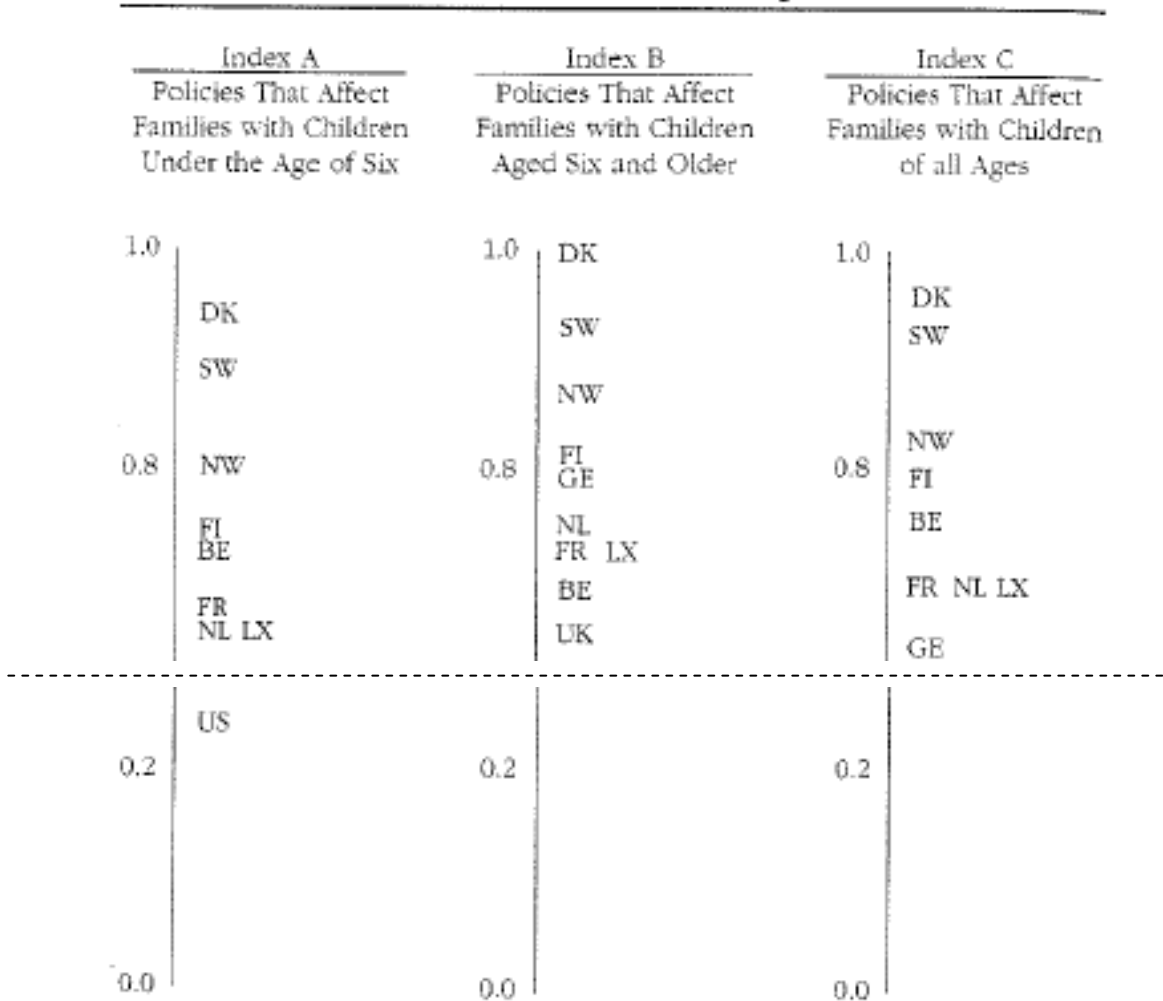 Index A
Policies That Affect
Families with Children
Under the Age of Six
1.0
DK
SW
0.8 NW
FI
BE
FR
NL LX
US
0.2
0.0
Index B
Policies That Affect
Families with Children
Aged Six and Older
1.0 DK
SW
NW
FI
0.8
GE
NL
FR LX
BE
UK
0.2
0.0
Index C
Policies That Affect
Families with Children
of all Ages
1.0
DK
SW
NW
0.8
FI
BE
FR NL LX
GE
0.2
0.0